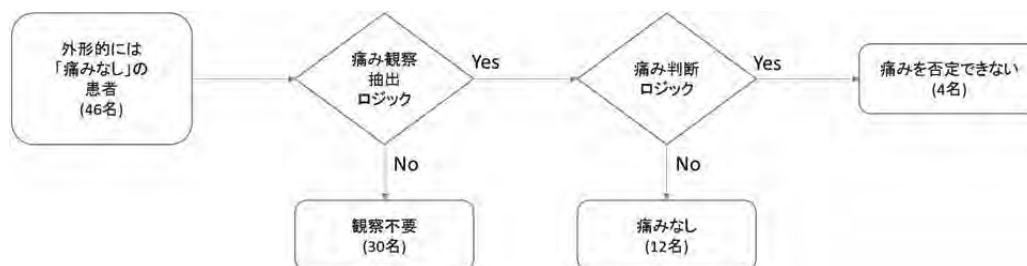 外形的には
「痛みなし」の
患者
(46名)
痛み観察
抽出
ロジック
Yes
痛み判断
ロジック
Yes
痛みを否定できない
(4名)
No
No
観察不要
(30名)
痛みなし
(12名)